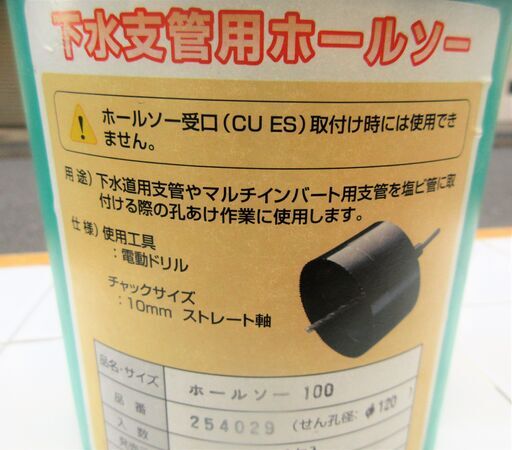 下水支管用ホールソー
ホールソー受口(CU ES)取付け時には使用でき
ません。
用途)下水道用支管やマルチインバート用支管を塩ビ管に取
付ける際の孔あけ作業に使用します。
仕様)使用工具
:電動ドリル
チャックサイズ
:10mm ストレート軸
品名・サイズ ホールソー 100
品番 254029 (せん孔径:φ120
入数